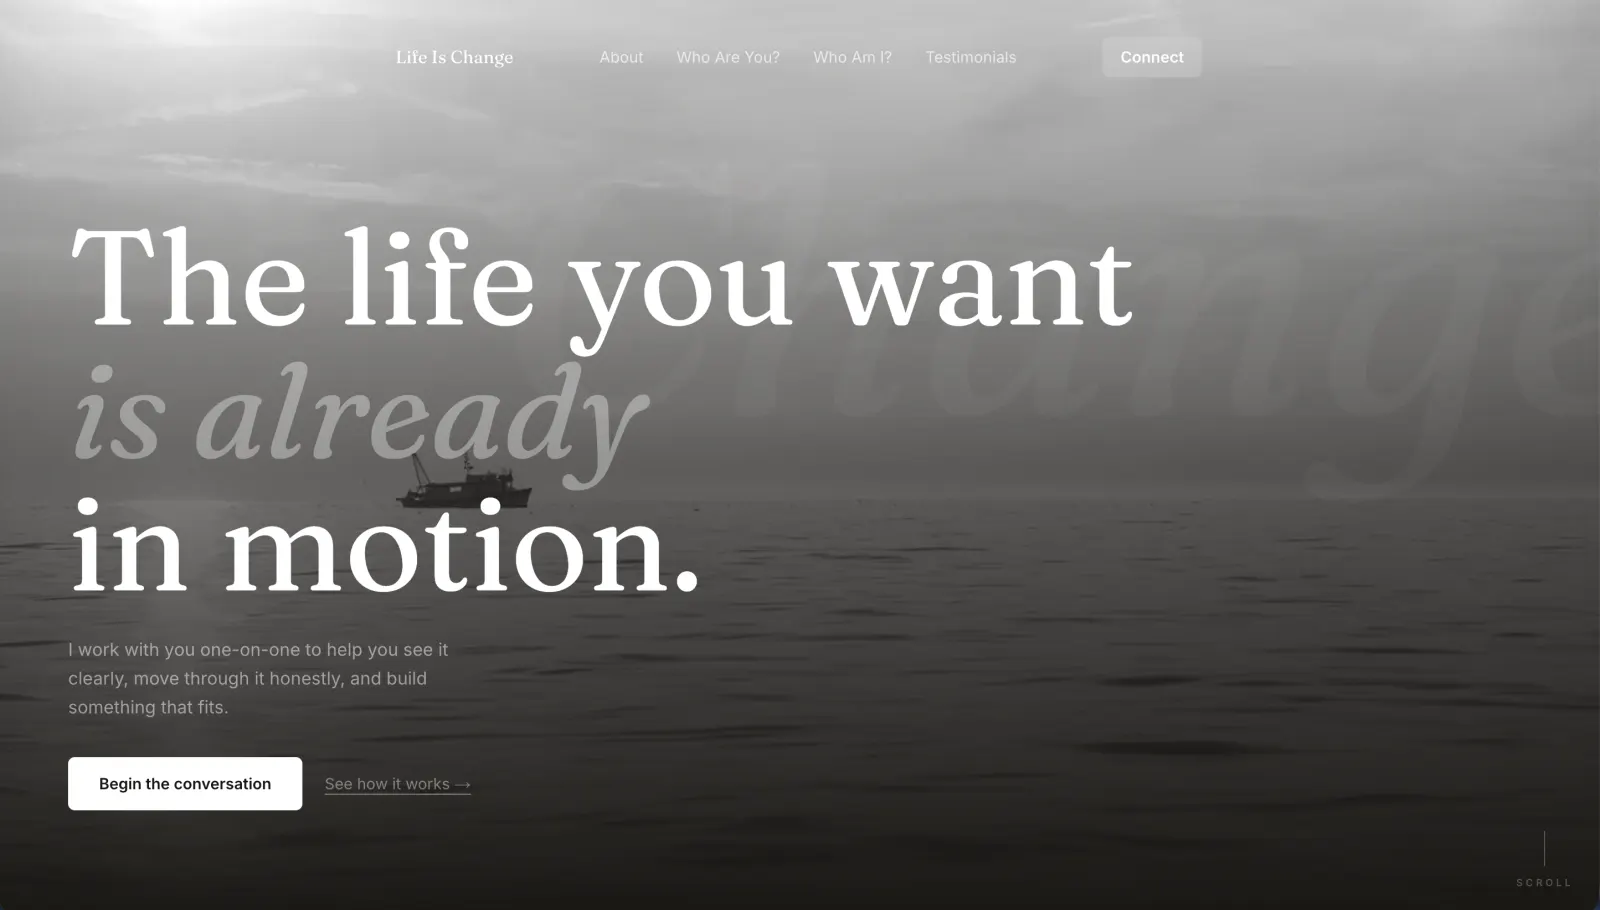 Life Is Change
About
Who Are You?
Who Am I?
Testimonials
Connect
Change
The life you want
is already
in motion.
I work with you one-on-one to help you see it
clearly, move through it honestly, and build
something that fits.
Begin the conversation
See how it works →
SCROLL